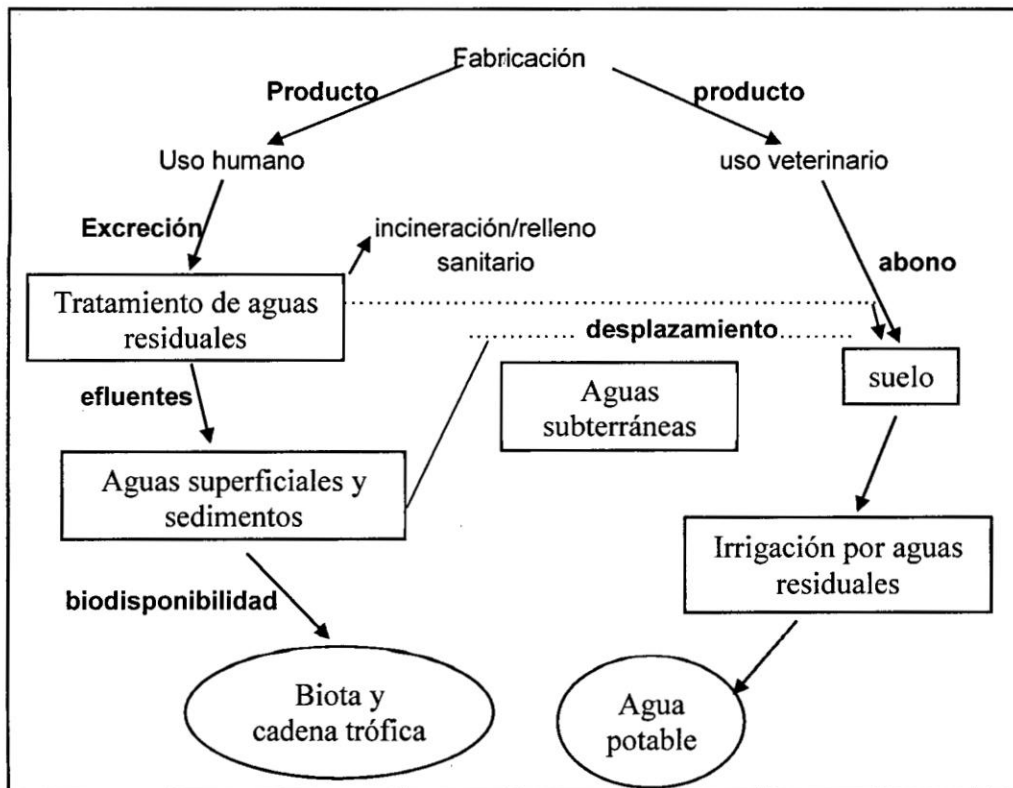 Fabricación
Producto
producto
Uso humano
uso veterinario
Excreción
incineración/relleno
sanitario
abono
Tratamiento de aguas
residuales
desplazamiento
suelo
efluentes
Aguas
subterráneas
Aguas superficiales y
sedimentos
Irrigación por aguas
residuales
biodisponibilidad
Biota y
cadena trófica
Agua
potable